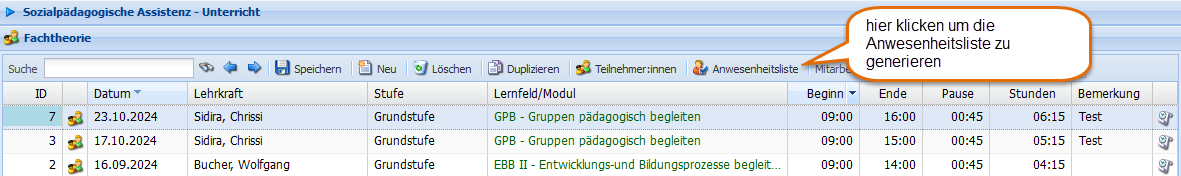 Sozialpädagogische Assistenz - Unterricht
Fachtheorie
hier klicken um die
Anwesenheitsliste zu
generieren
Suche Speichern Neu Löschen Duplizieren Teilnehmer:innen Anwesenheitsliste
ID Datum Lehrkraft Stufe Lernfeld/Modul Beginn Ende Pause Stunden Bemerkung
7 23.10.2024 Sidira, Chrissi Grundstufe GPB - Gruppen pädagogisch begleiten 09:00 16:00 00:45 06:15 Test
3 17.10.2024 Sidira, Chrissi Grundstufe GPB - Gruppen pädagogisch begleiten 09:00 15:00 00:45 05:15 Test
2 16.09.2024 Bucher, Wolfgang Grundstufe EBB II - Entwicklungs-und Bildungsprozesse begleit... 09:00 14:00 00:45 04:15